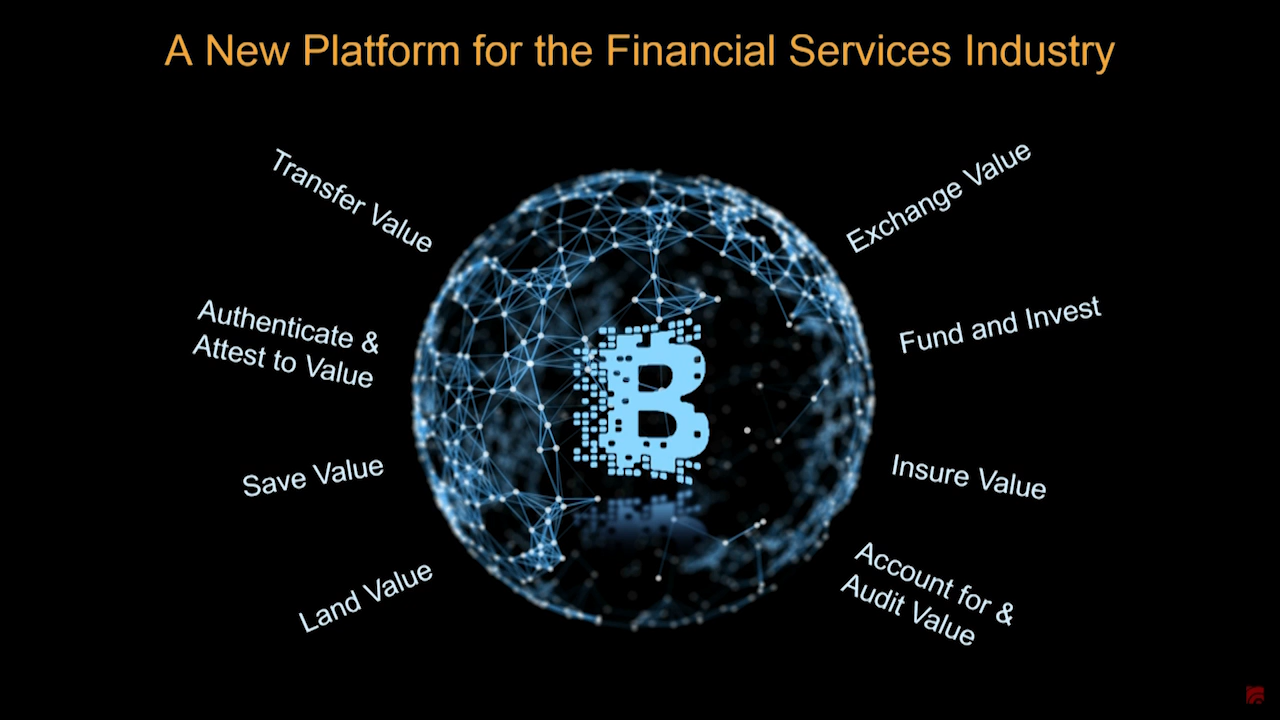 A New Platform for the Financial Services Industry
Transfer Value
Authenticate &
Attest to Value
Save Value
Land Value
Exchange Value
Fund and Invest
Insure Value
Account for &
Audit Value